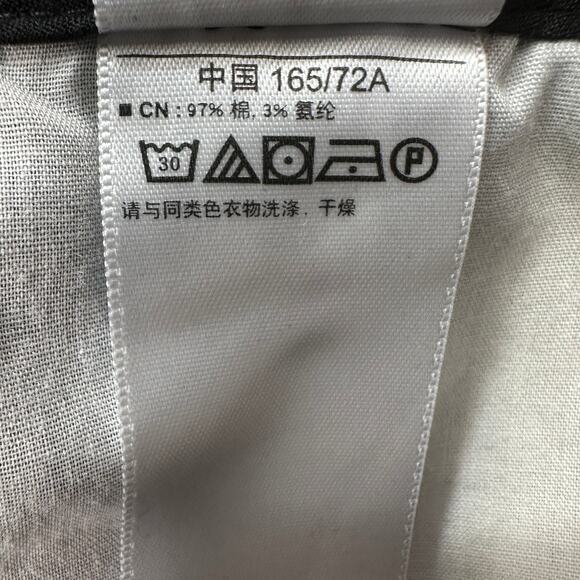 中国 165/72A
■ CN : 97% 棉, 3% 氨纶
30 P
请与同类色衣物洗涤﹐干燥